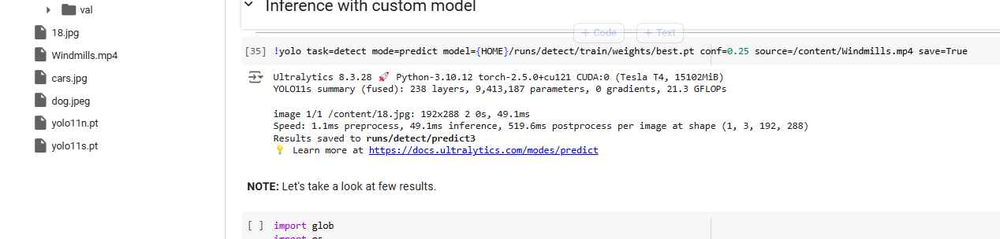 val
18.jpg
Windmills.mp4
cars.jpg
dog.jpeg
yolo11n.pt
yolo11s.pt
Inference with custom model
+ Code + Text
[35] !yolo task=detect mode=predict model={HOME}/runs/detect/train/weights/best.pt conf=0.25 source=/content/Windmills.mp4 save=True
Ultralytics 8.3.28 🚀 Python-3.10.12 torch-2.5.0+cu121 CUDA:0 (Tesla T4, 15102MiB)
YOLO11s summary (fused): 238 layers, 9,413,187 parameters, 0 gradients, 21.3 GFLOPs
image 1/1 /content/18.jpg: 192x288 2 0s, 49.1ms
Speed: 1.1ms preprocess, 49.1ms inference, 519.6ms postprocess per image at shape (1, 3, 192, 288)
Results saved to runs/detect/predict3
💡 Learn more at https://docs.ultralytics.com/modes/predict
NOTE: Let's take a look at few results.
[ ] import glob
import os